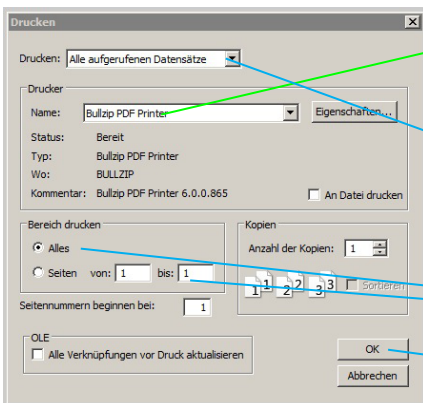 Drucken
Drucken: Alle aufgerufenen Datensätze
Drucker
Name: Bullzip PDF Printer Eigenschaften...
Status: Bereit
Typ: Bullzip PDF Printer
Wo: BULLZIP
Kommentar: Bullzip PDF Printer 6.0.0.865 An Datei drucken
Bereich drucken Kopien
Alles Anzahl der Kopien: 1
Seiten von: 1 bis: 1 1 1 2 2 3 3 Sortieren
Seitennummern beginnen bei: 1
OLE
Alle Verknüpfungen vor Druck aktualisieren
OK
Abbrechen